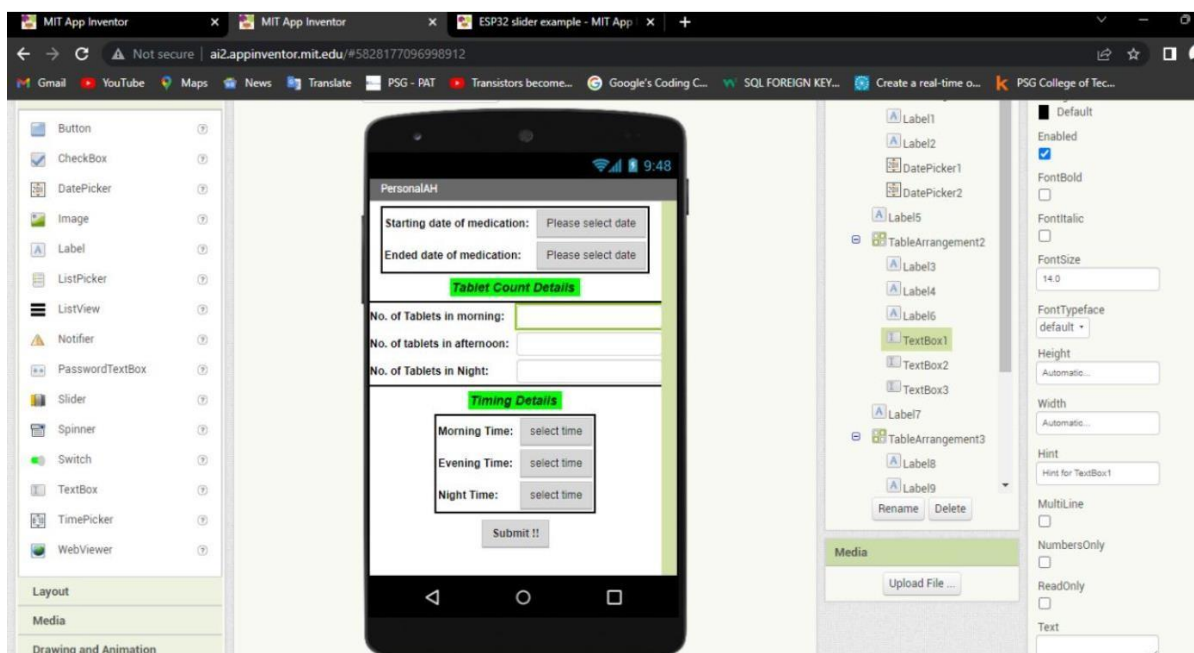 MIT App Inventor
MIT App Inventor
ESP32 slider example - MIT App
Not secure | ai2.appinventor.mit.edu/#5828177096998912
Gmail YouTube Maps News Translate PSG - PAT Transistors become... Google's Coding C... SQL FOREIGN KEY... Create a real-time o... PSG College of Tec...
Button
CheckBox
DatePicker
Image
Label
ListPicker
ListView
Notifier
PasswordTextBox
Slider
Spinner
Switch
TextBox
TimePicker
WebViewer
Layout
Media
Drawing and Animation
9:48
PersonalAH
Starting date of medication: Please select date
Ended date of medication: Please select date
Tablet Count Details
No. of Tablets in morning:
No. of tablets in afternoon:
No. of Tablets in Night:
Timing Details
Morning Time: select time
Evening Time: select time
Night Time: select time
Submit !!
Label1
Label2
DatePicker1
DatePicker2
Label5
TableArrangement2
Label3
Label4
Label6
TextBox1
TextBox2
TextBox3
Label7
TableArrangement3
Label8
Label9
Rename Delete
Media
Upload File ...
Default
Enabled
FontBold
FontItalic
FontSize
14.0
FontTypeface
default
Height
Automatic...
Width
Automatic...
Hint
Hint for TextBox1
MultiLine
NumbersOnly
ReadOnly
Text